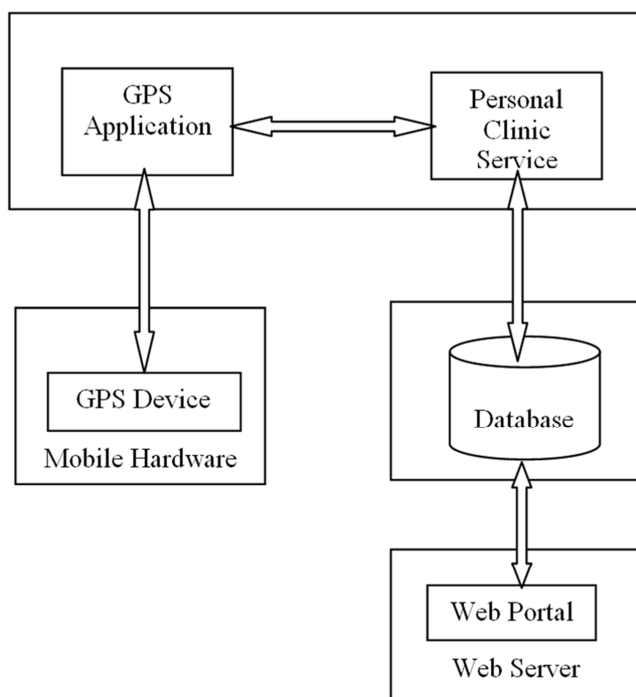 GPS
Application
Personal
Clinic
Service
GPS Device
Mobile Hardware
Database
Web Portal
Web Server